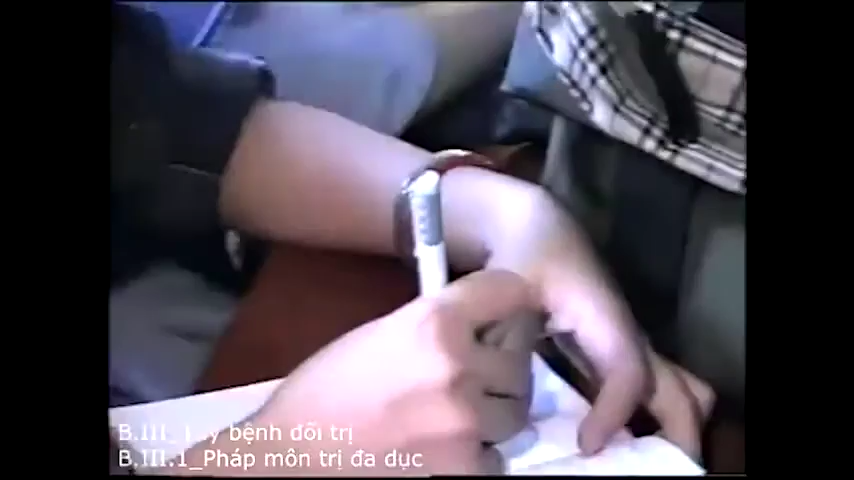 B.III_ bệnh đối trị
B.III.1_Pháp môn trị đa dục